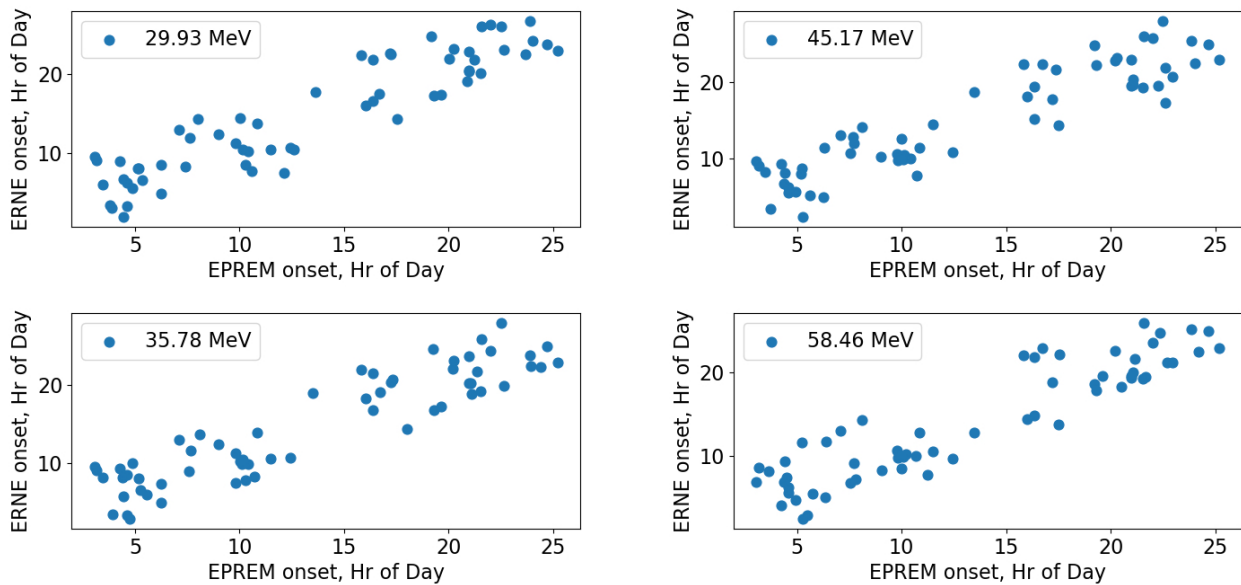 29.93 MeV
20
10
ERNE onset, Hr of Day
5 10 15 20 25
EPREM onset, Hr of Day
45.17 MeV
20
10
ERNE onset, Hr of Day
5 10 15 20 25
EPREM onset, Hr of Day
35.78 MeV
20
10
ERNE onset, Hr of Day
5 10 15 20 25
EPREM onset, Hr of Day
58.46 MeV
20
10
ERNE onset, Hr of Day
5 10 15 20 25
EPREM onset, Hr of Day